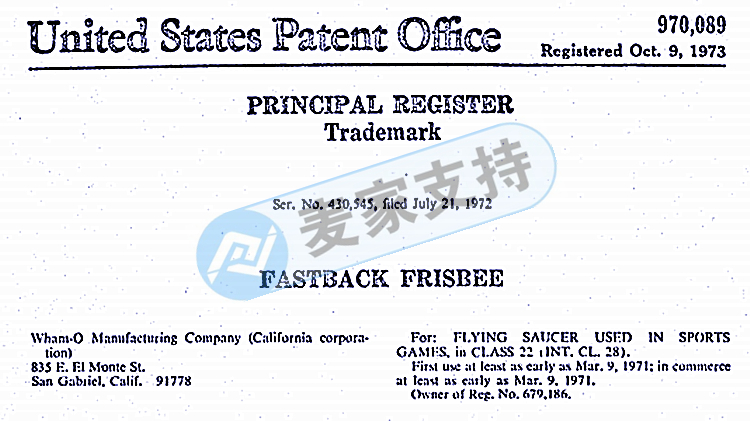 United States Patent Office
970,089
Registered Oct. 9, 1973
PRINCIPAL REGISTER
Trademark
Ser. No. 430,545, filed July 21, 1972
麦家支持
FASTBACK FRISBEE
Wham-O Manufacturing Company (California corpora-
tion)
835 E. El Monte St.
San Gabriel, Calif. 91778
For: FLYING SAUCER USED IN SPORTS
GAMES, in CLASS 22 (INT. CL. 28).
First use at least as early as Mar. 9, 1971; in commerce
at least as early as Mar. 9, 1971.
Owner of Reg. No. 679,186.